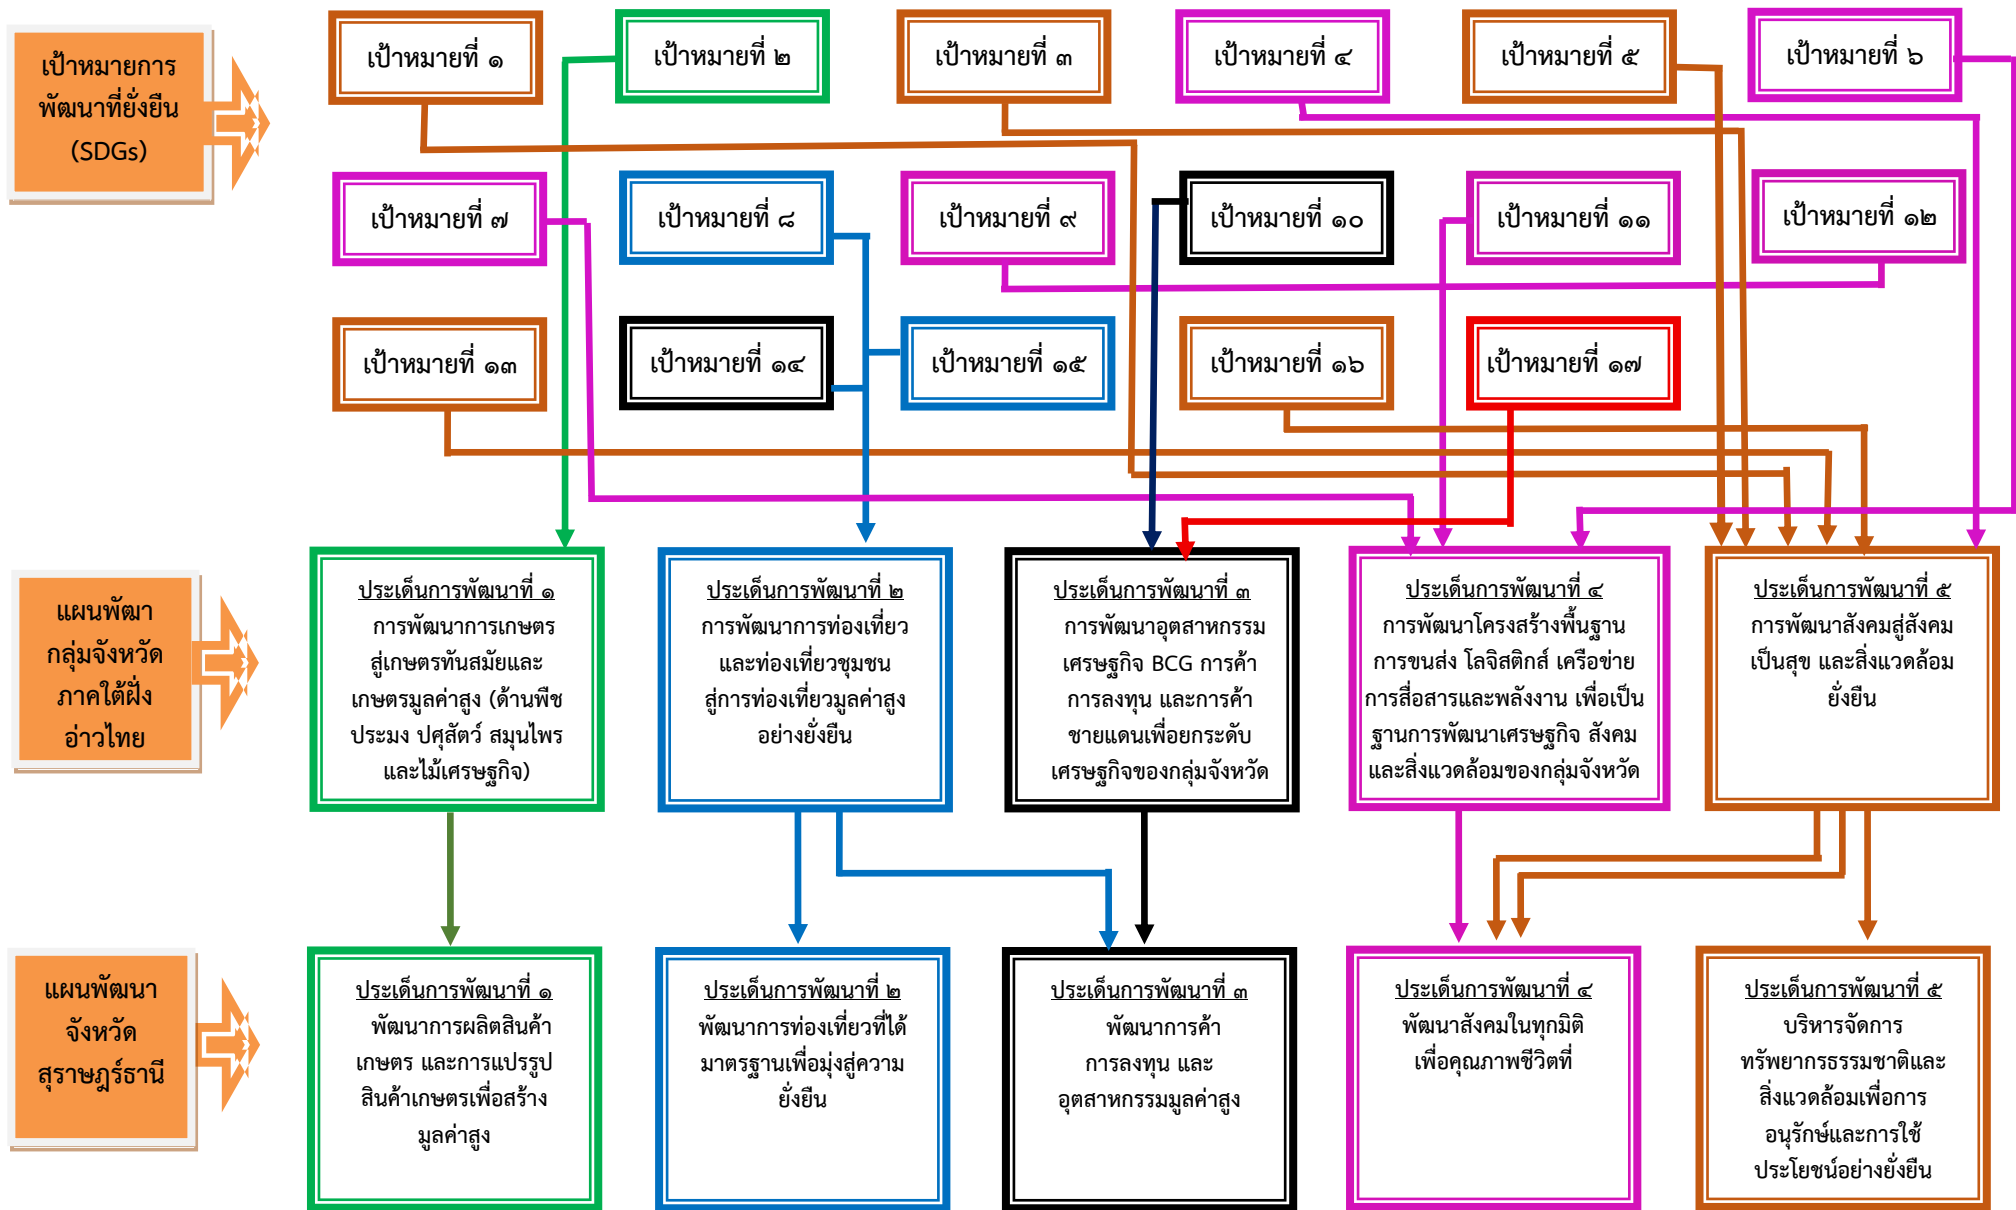 เป้าหมายการ
พัฒนาที่ยั่งยืน
(SDGs)
เป้าหมายที่ ๑
เป้าหมายที่ ๒
เป้าหมายที่ ๓
เป้าหมายที่ ๔
เป้าหมายที่ ๕
เป้าหมายที่ ๖
เป้าหมายที่ ๗
เป้าหมายที่ ๘
เป้าหมายที่ ๙
เป้าหมายที่ ๑๐
เป้าหมายที่ ๑๑
เป้าหมายที่ ๑๒
เป้าหมายที่ ๑๓
เป้าหมายที่ ๑๔
เป้าหมายที่ ๑๕
เป้าหมายที่ ๑๖
เป้าหมายที่ ๑๗
แผนพัฒา
กลุ่มจังหวัด
ภาคใต้ฝั่ง
อ่าวไทย
ประเด็นการพัฒนาที่ ๑
การพัฒนาการเกษตร
สู่เกษตรทันสมัยและ
เกษตรมูลค่าสูง (ด้านพืช
ประมง ปศุสัตว์ สมุนไพร
และไม้เศรษฐกิจ)
ประเด็นการพัฒนาที่ ๒
การพัฒนาการท่องเที่ยว
และท่องเที่ยวชุมชน
สู่การท่องเที่ยวมูลค่าสูง
อย่างยั่งยืน
ประเด็นการพัฒนาที่ ๓
การพัฒนาอุตสาหกรรม
เศรษฐกิจ BCG การค้า
การลงทุน และการค้า
ชายแดนเพื่อยกระดับ
เศรษฐกิจของกลุ่มจังหวัด
ประเด็นการพัฒนาที่ ๔
การพัฒนาโครงสร้างพื้นฐาน
การขนส่ง โลจิสติกส์ เครือข่าย
การสื่อสารและพลังงาน เพื่อเป็น
ฐานการพัฒนาเศรษฐกิจ สังคม
และสิ่งแวดล้อมของกลุ่มจังหวัด
ประเด็นการพัฒนาที่ ๕
การพัฒนาสังคมสู่สังคม
เป็นสุข และสิ่งแวดล้อม
ยั่งยืน
แผนพัฒนา
จังหวัด
สุราษฎร์ธานี
ประเด็นการพัฒนาที่ ๑
พัฒนาการผลิตสินค้า
เกษตร และการแปรรูป
สินค้าเกษตรเพื่อสร้าง
มูลค่าสูง
ประเด็นการพัฒนาที่ ๒
พัฒนาการท่องเที่ยวที่ได้
มาตรฐานเพื่อมุ่งสู่ความ
ยั่งยืน
ประเด็นการพัฒนาที่ ๓
พัฒนาการค้า
การลงทุน และ
อุตสาหกรรมมูลค่าสูง
ประเด็นการพัฒนาที่ ๔
พัฒนาสังคมในทุกมิติ
เพื่อคุณภาพชีวิตที่
ประเด็นการพัฒนาที่ ๕
บริหารจัดการ
ทรัพยากรธรรมชาติและ
สิ่งแวดล้อมเพื่อการ
อนุรักษ์และการใช้
ประโยชน์อย่างยั่งยืน